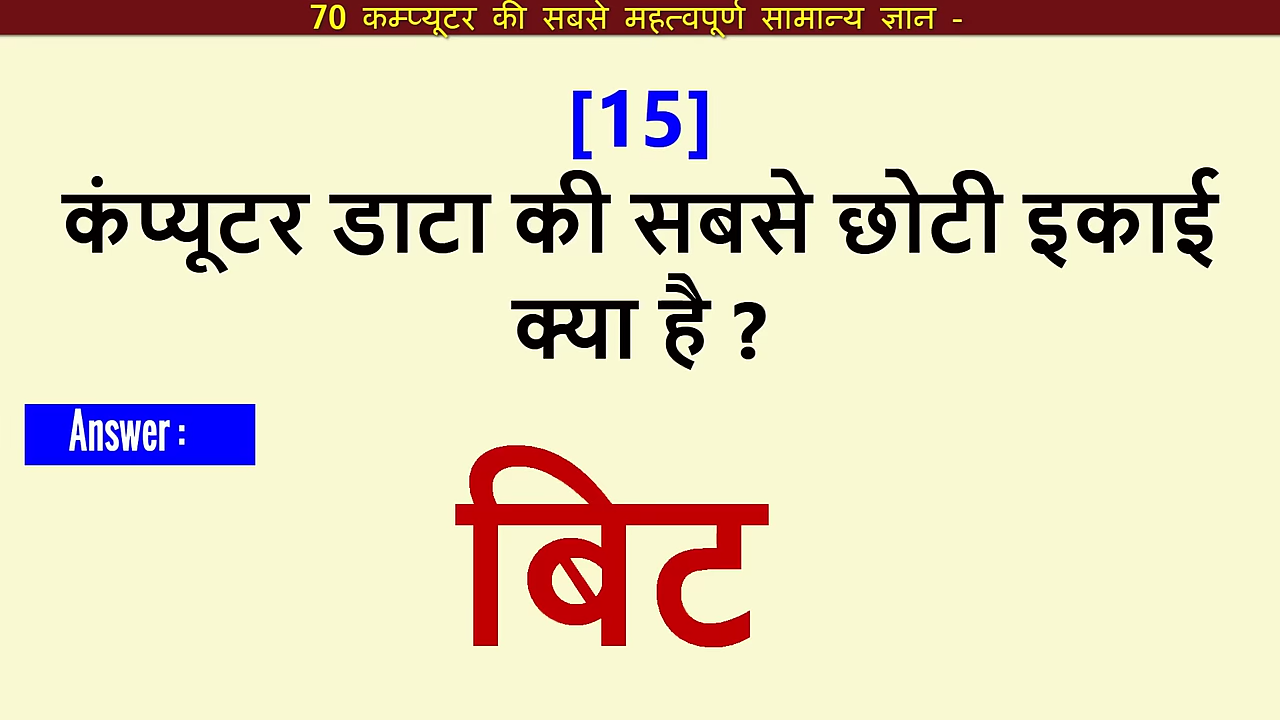 70 कम्प्यूटर की सबसे महत्वपूर्ण सामान्य ज्ञान -
[15]
कंप्यूटर डाटा की सबसे छोटी इकाई
क्या है ?
Answer :
बिट